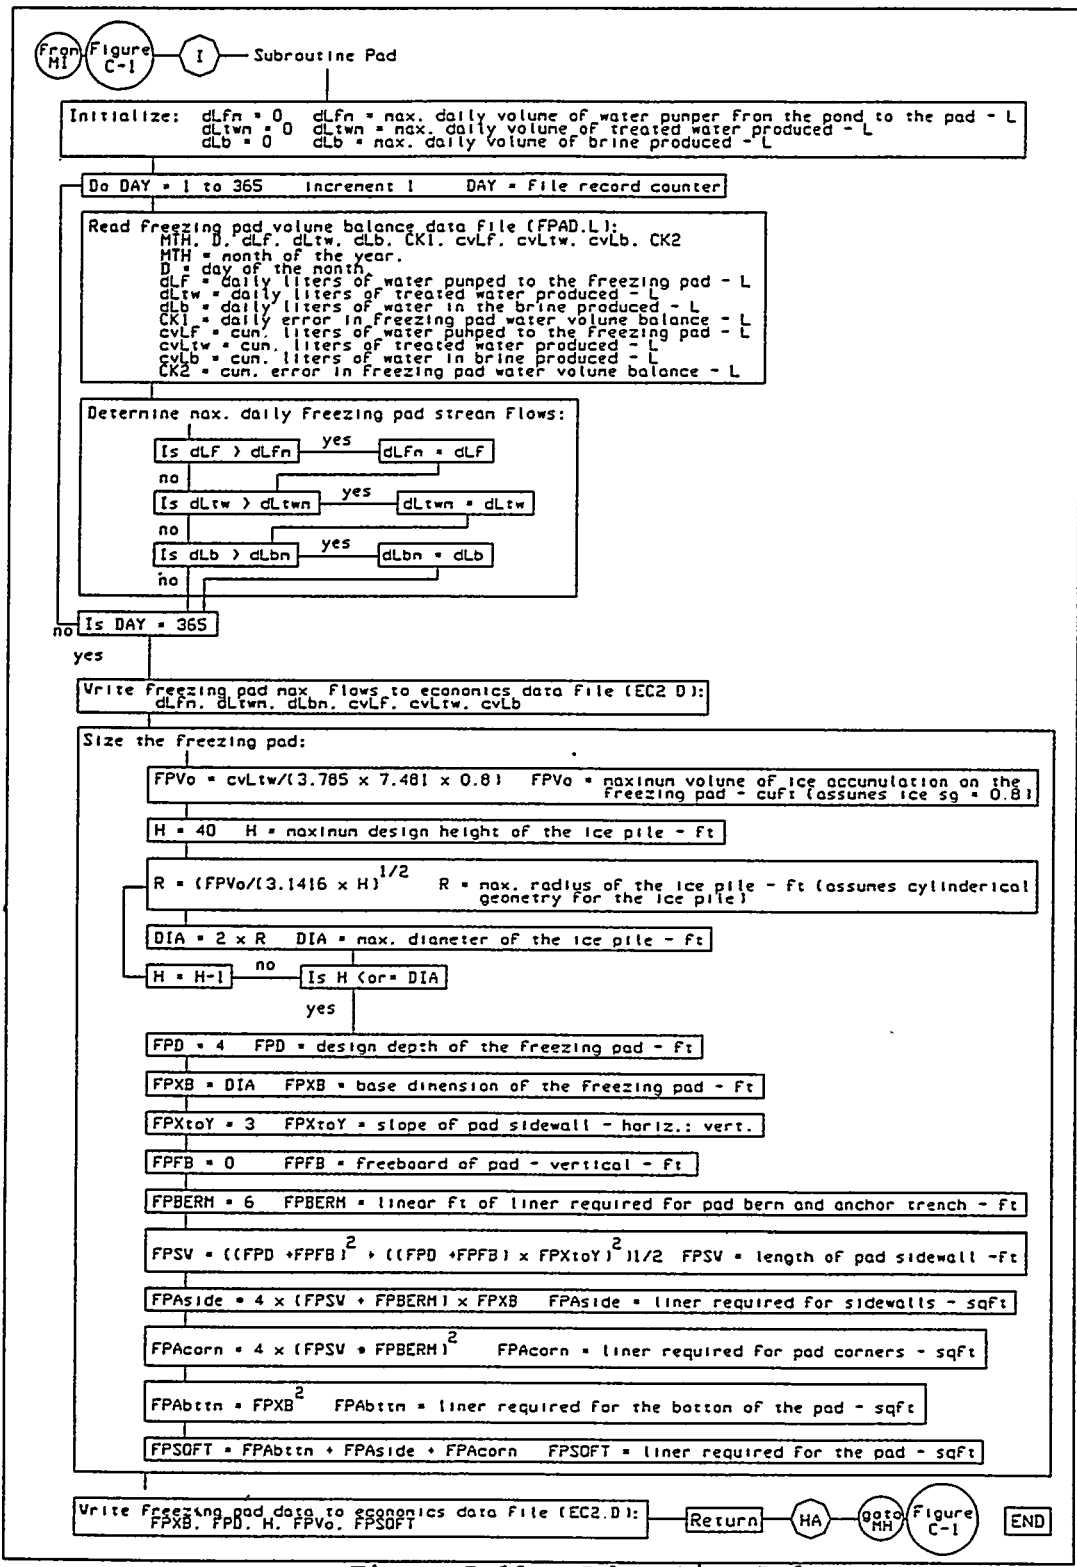 From MI Figure C-1 I Subroutine Pad
Initialize: dLfm = 0 dLfm = max. daily volume of water pumper from the pond to the pad - L
dLtwm = 0 dLtwm = max. daily volume of treated water produced - L
dLb = 0 dLb = max. daily volume of brine produced - L
Do DAY = 1 to 365 Increment 1 DAY = file record counter
Read freezing pad volume balance data file (FPAD.L):
MTH, D, dLf, dLtw, dLb, CK1, cvLf, cvLtw, cvLb, CK2
MTH = month of the year.
D = day of the month.
dLf = daily liters of water pumped to the freezing pad - L
dLtw = daily liters of treated water produced - L
dLb = daily liters of water in the brine produced - L
CK1 = daily error in freezing pad water volume balance - L
cvLf = cum. liters of water pumped to the freezing pad - L
cvLtw = cum. liters of treated water produced - L
cvLb = cum. liters of water in brine produced - L
CK2 = cum. error in freezing pad water volume balance - L
Determine max. daily freezing pad stream flows:
Is dLf > dLfm yes dLfm = dLf
no
Is dLtw > dLtwm yes dLtwm = dLtw
no
Is dLb > dLbm yes dLbm = dLb
no
no Is DAY = 365
yes
Write freezing pad max flows to economics data file (EC2 D):
dLfm, dLtwm, dLbm, cvLf, cvLtw, cvLb
Size the freezing pad:
FPVo = cvLtw/(3.785 x 7.481 x 0.8) FPVo = maximum volume of ice accumulation on the
freezing pad - cuft (assumes ice sg = 0.8)
H = 40 H = maximum design height of the ice pile - ft
R = (FPVo/(3.1416 x H)^1/2 R = max. radius of the ice pile - ft (assumes cylinderical
geometry for the ice pile)
DIA = 2 x R DIA = max. diameter of the ice pile - ft
H = H-1 no Is H <or= DIA
yes
FPD = 4 FPD = design depth of the freezing pad - ft
FPXB = DIA FPXB = base dimension of the freezing pad - ft
FPXtoY = 3 FPXtoY = slope of pad sidewall - horiz.: vert.
FPFB = 0 FPFB = freeboard of pad - vertical - ft
FPBERM = 6 FPBERM = linear ft of liner required for pad berm and anchor trench - ft
FPSV = ((FPD +FPFB)^2 + ((FPD +FPFB) x FPXtoY)^2 )1/2 FPSV = length of pad sidewall -ft
FPAside = 4 x (FPSV + FPBERM) x FPXB FPAside = liner required for sidewalls - sqft
FPAcorn = 4 x (FPSV + FPBERM)^2 FPAcorn = liner required for pad corners - sqft
FPAbttm = FPXB^2 FPAbttm = liner required for the bottom of the pad - sqft
FPSQFT = FPAbttm + FPAside + FPAcorn FPSQFT = liner required for the pad - sqft
Write freezing pad data to economics data file (EC2.D):
FPXB, FPD, H, FPVo, FPSQFT
Return HA goto MH Figure C-1 END